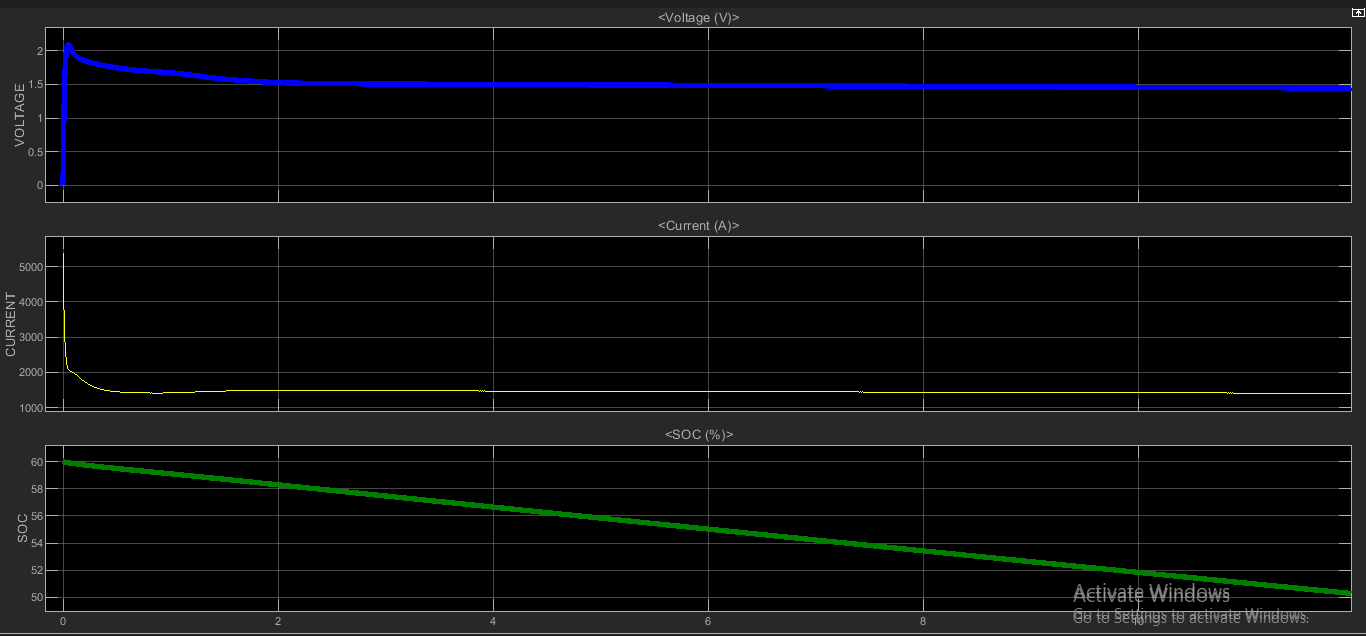 <Voltage (V)>
VOLTAGE
2
1.5
1
0.5
0
<Current (A)>
CURRENT
5000
4000
3000
2000
1000
<SOC (%)>
SOC
60
58
56
54
52
50
0
2
4
6
8
10
Activate Windows
Go to Settings to activate Windows.